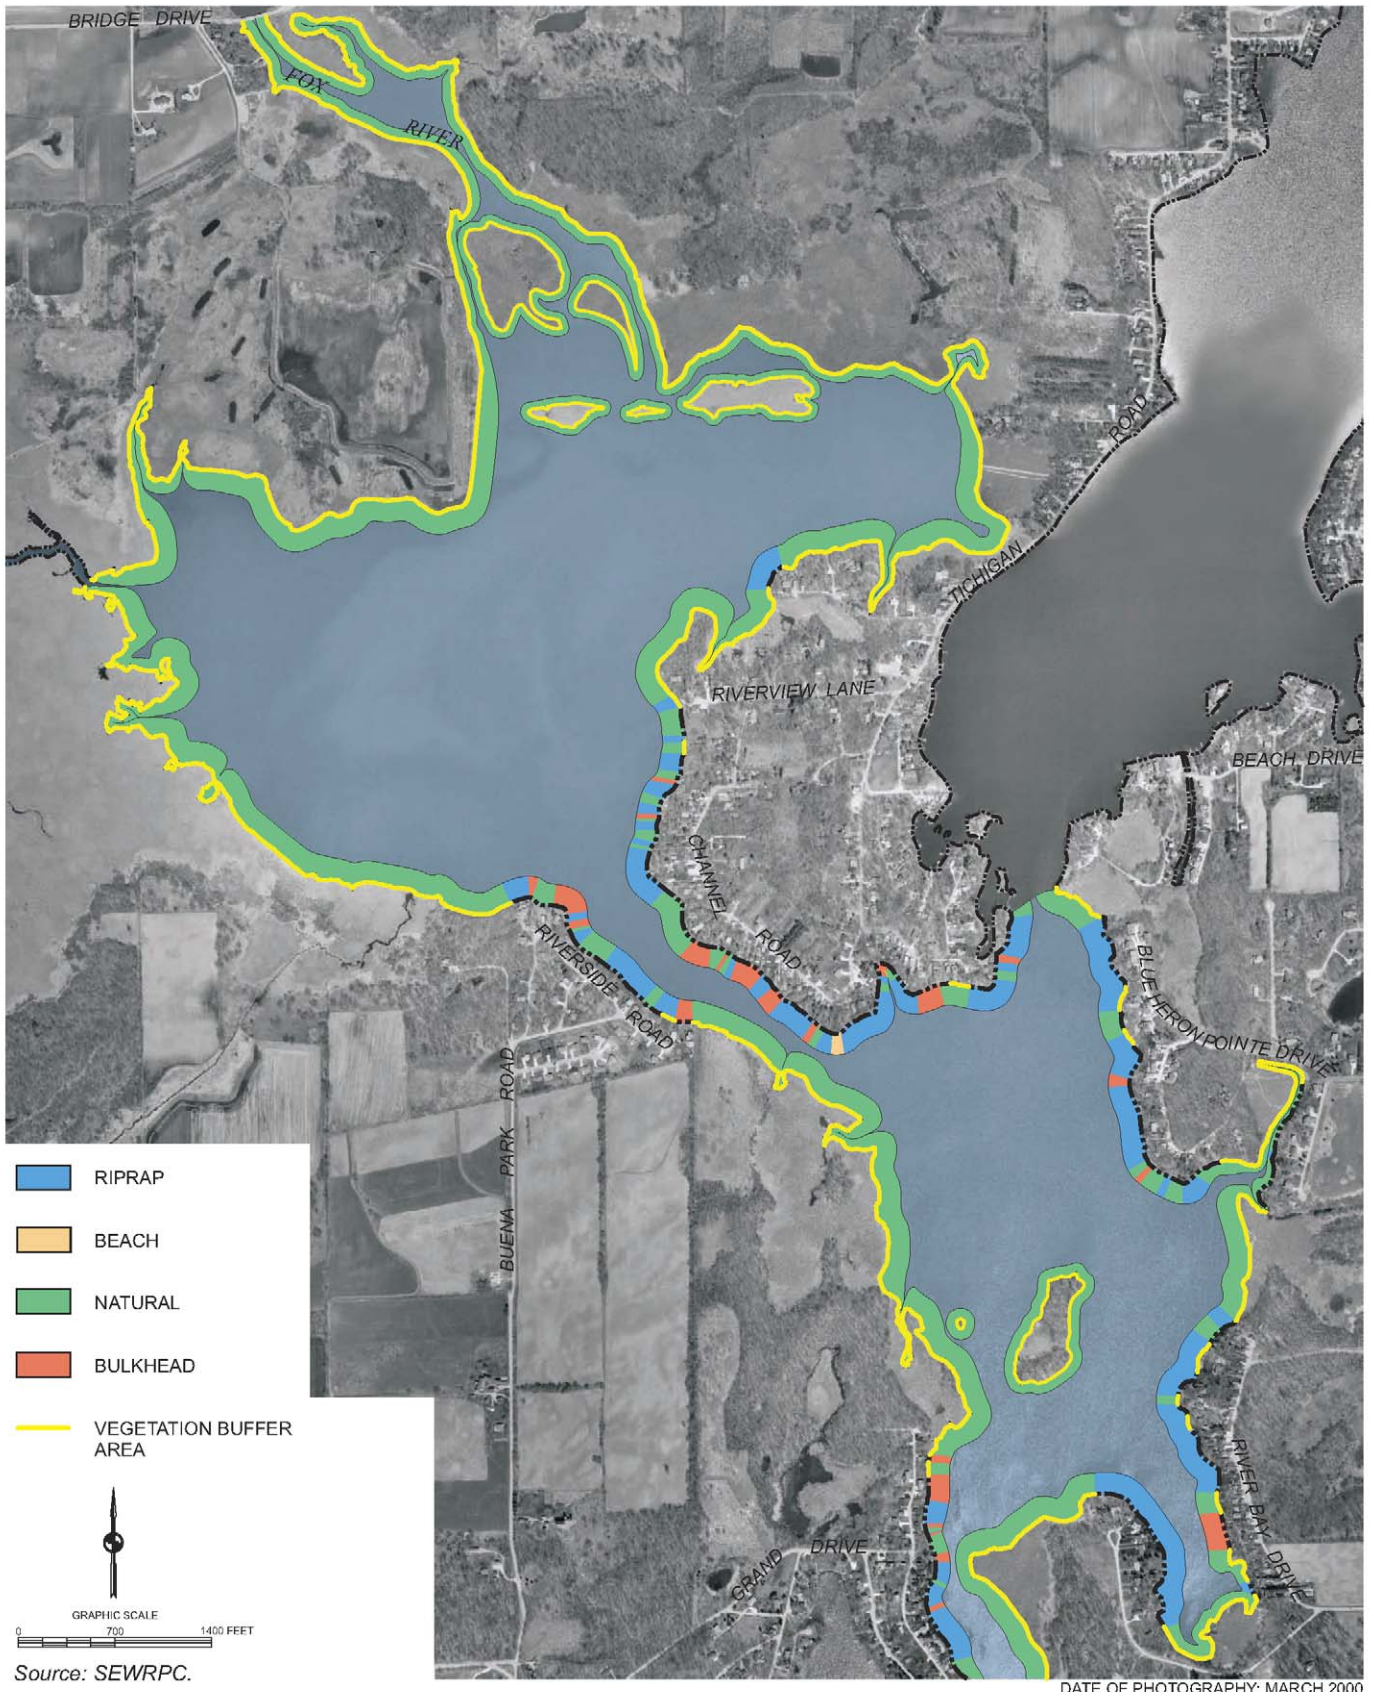 BRIDGE DRIVE
FOX
RIVER
ROAD
TICHIGAN
RIVERVIEW LANE
BEACH DRIVE
CHANNEL
ROAD
RIVERSIDE
ROAD
BLUE HERON POINTE DRIVE
BUENA PARK ROAD
RIPRAP
BEACH
NATURAL
BULKHEAD
VEGETATION BUFFER
AREA
RIVER BAY DRIVE
GRAND DRIVE
GRAPHIC SCALE
0 700 1400 FEET
Source: SEWRPC.
DATE OF PHOTOGRAPHY: MARCH 2000